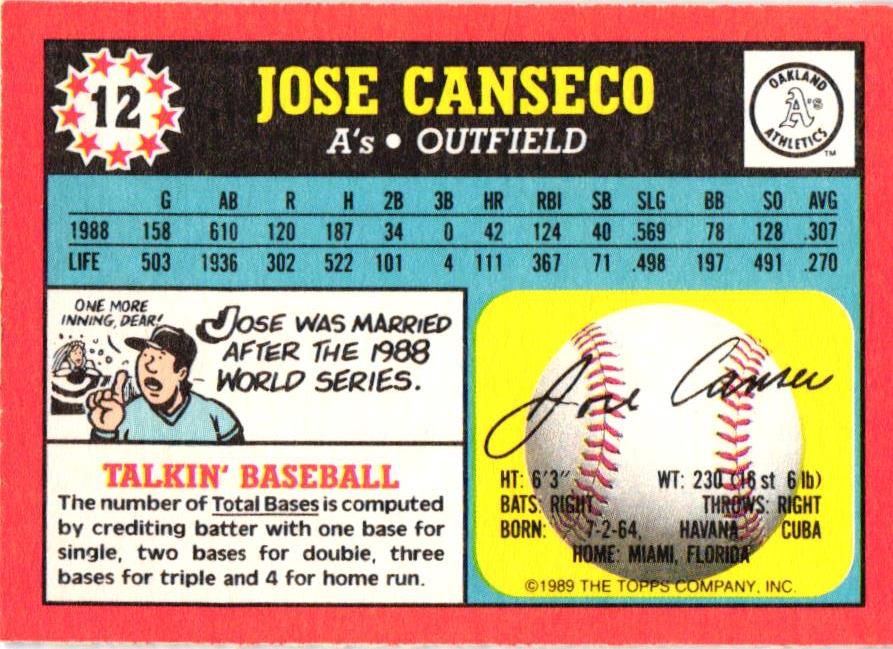 12
JOSE CANSECO
A's • OUTFIELD
OAKLAND
A's
ATHLETICS
TM
G AB R H 2B 3B HR RBI SB SLG BB SO AVG
1988 158 610 120 187 34 0 42 124 40 .569 78 128 .307
LIFE 503 1936 302 522 101 4 111 367 71 .498 197 491 .270
ONE MORE
INNING, DEAR!
JOSE WAS MARRIED
AFTER THE 1988
WORLD SERIES.
TALKIN' BASEBALL
The number of Total Bases is computed
by crediting batter with one base for
single, two bases for doubie, three
bases for triple and 4 for home run.
Jose Canseco
HT: 6'3" WT: 230 (16 st 6 lb)
BATS: RIGHT THROWS: RIGHT
BORN: 7-2-64, HAVANA, CUBA
HOME: MIAMI, FLORIDA
©1989 THE TOPPS COMPANY, INC.